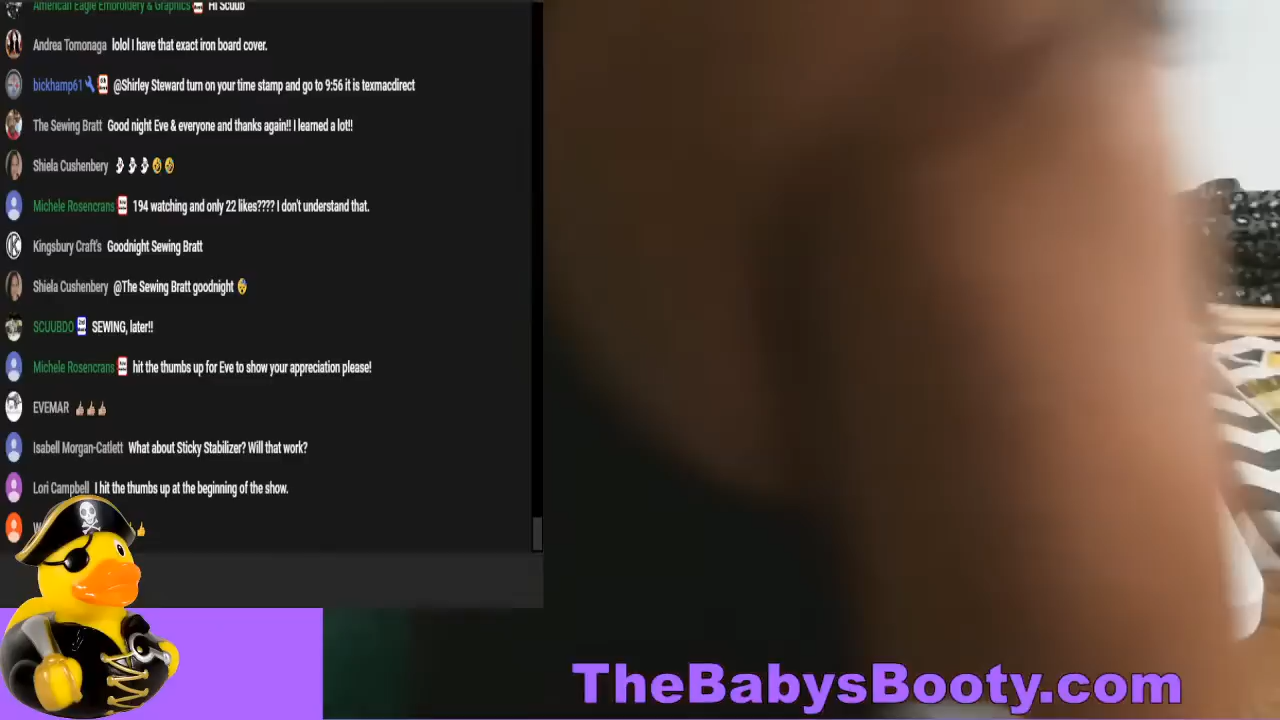 American Eagle Embroidery & Graphics Hi Scuub
Andrea Tomonaga lolol I have that exact iron board cover.
bickhamp61 @Shirley Steward turn on your time stamp and go to 9:56 it is texmacdirect
The Sewing Bratt Good night Eve & everyone and thanks again!! I learned a lot!!
Shiela Cushenbery 👻👻👻🤣🤣
Michele Rosencrans 194 watching and only 22 likes???? I don't understand that.
Kingsbury Craft's Goodnight Sewing Bratt
Shiela Cushenbery @The Sewing Bratt goodnight 😴
SCUUBDO SEWING, later!!
Michele Rosencrans hit the thumbs up for Eve to show your appreciation please!
EVEMAR 👍🏼👍🏼👍🏼
Isabell Morgan-Catlett What about Sticky Stabilizer? Will that work?
Lori Campbell I hit the thumbs up at the beginning of the show.
TheBabysBooty.com